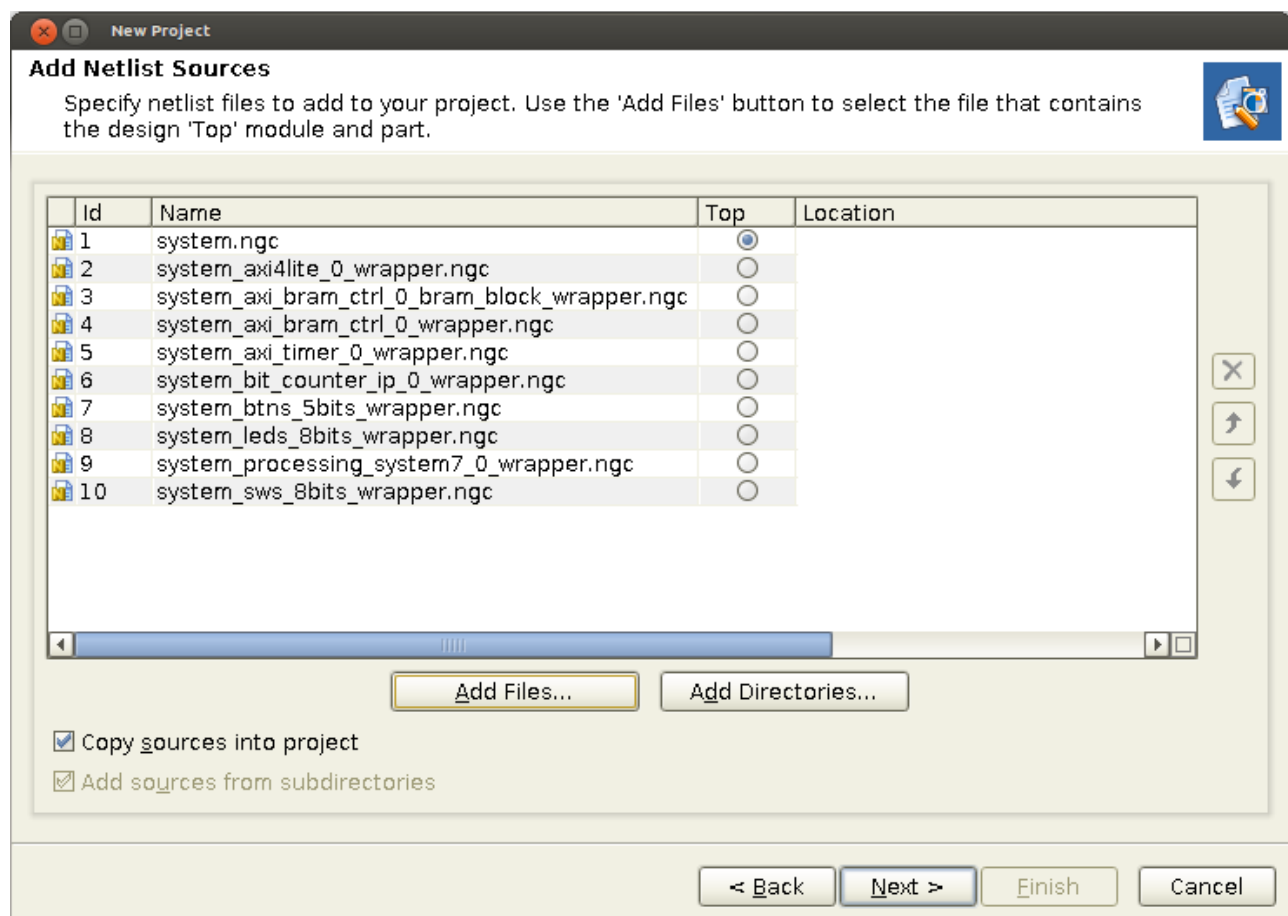 New Project
Add Netlist Sources
Specify netlist files to add to your project. Use the 'Add Files' button to select the file that contains
the design 'Top' module and part.
Id Name Top Location
1 system.ngc
2 system_axi4lite_0_wrapper.ngc
3 system_axi_bram_ctrl_0_bram_block_wrapper.ngc
4 system_axi_bram_ctrl_0_wrapper.ngc
5 system_axi_timer_0_wrapper.ngc
6 system_bit_counter_ip_0_wrapper.ngc
7 system_btns_5bits_wrapper.ngc
8 system_leds_8bits_wrapper.ngc
9 system_processing_system7_0_wrapper.ngc
10 system_sws_8bits_wrapper.ngc
Add Files... Add Directories...
Copy sources into project
Add sources from subdirectories
< Back Next > Finish Cancel